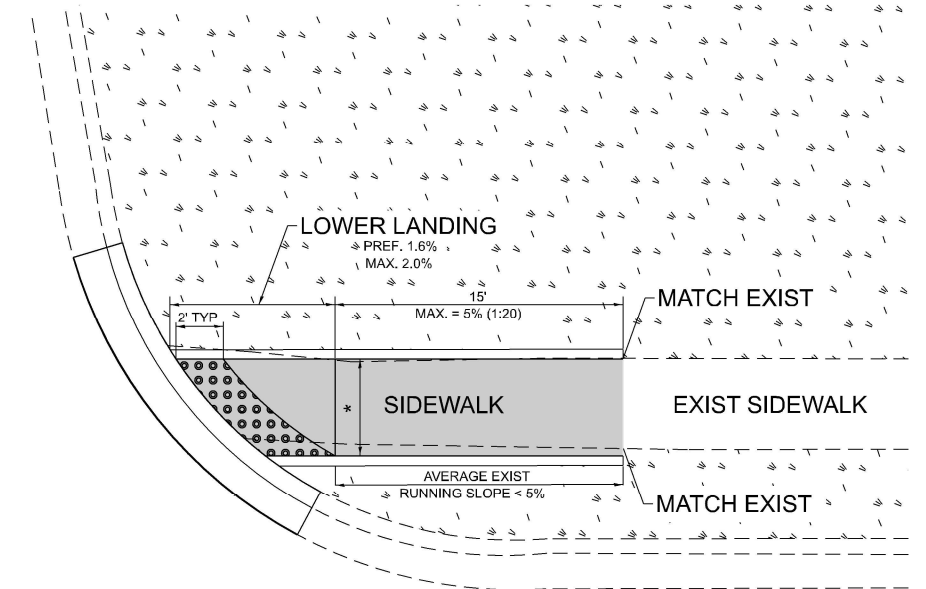 LOWER LANDING
PREF. 1.6%
MAX. 2.0%
15'
MAX. = 5% (1:20)
MATCH EXIST
2' TYP
*
SIDEWALK
EXIST SIDEWALK
AVERAGE EXIST
RUNNING SLOPE < 5%
MATCH EXIST